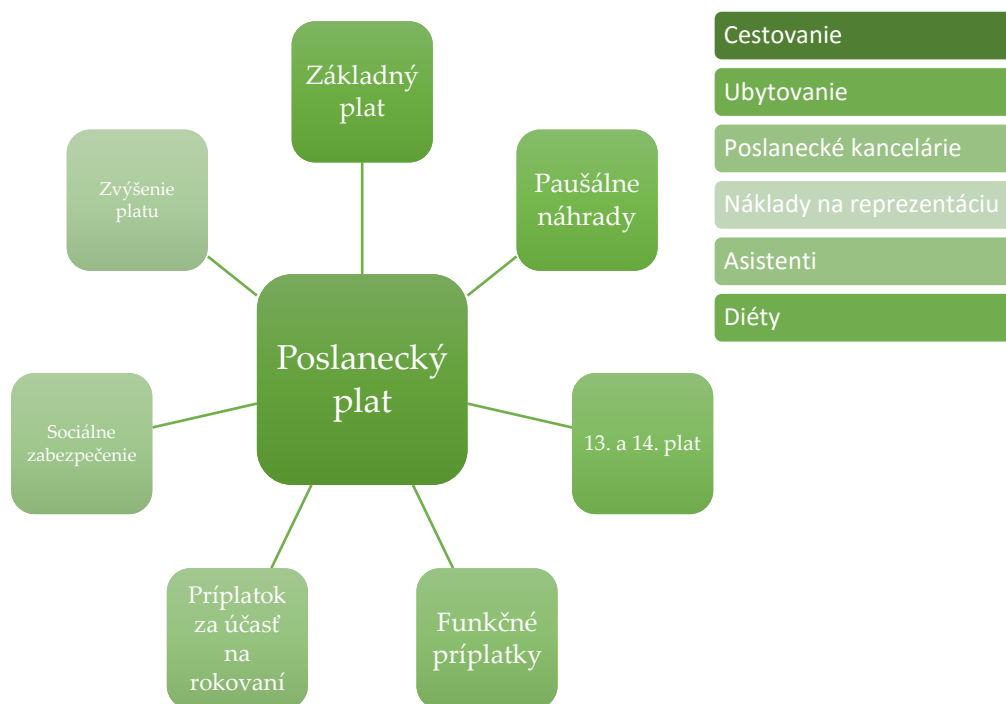 Základný
plat
Paušálne
náhrady
13. a 14. plat
Funkčné
príplatky
Príplatok
za účasť
na
rokovaní
Sociálne
zabezpečenie
Zvýšenie
platu
Poslanecký
plat
Cestovanie
Ubytovanie
Poslanecké kancelárie
Náklady na reprezentáciu
Asistenti
Diéty